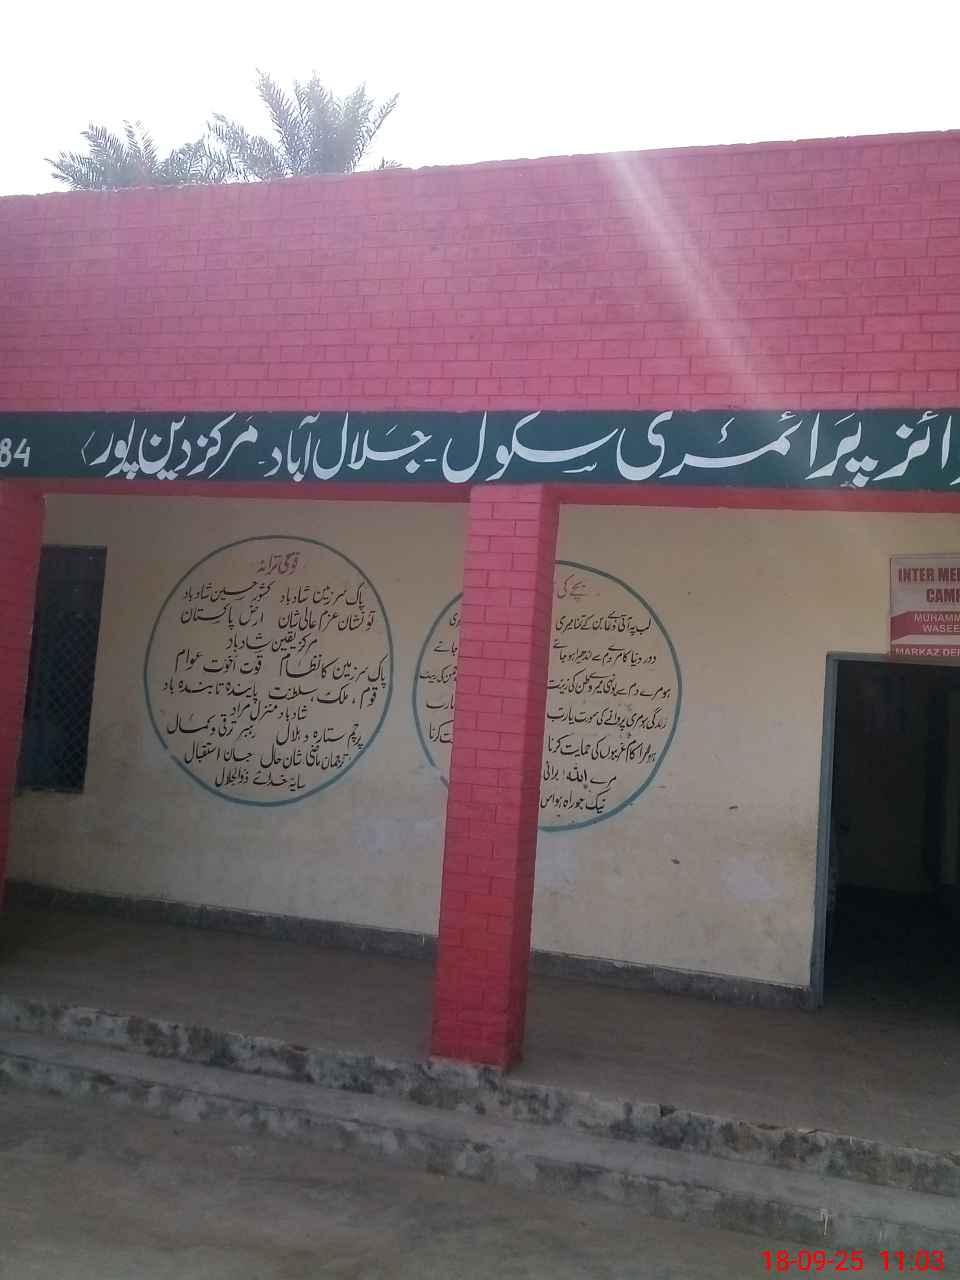 ائز پرائمری سکول جلال آباد۔ مرکز دین پور
84
قومی ترانہ
پاک سرزمین شاد باد کشور حسین شاد باد
تو نشان عزم عالی شان ارض پاکستان
مرکز یقین شاد باد
پاک سرزمین کا نظام قوت اخوت عوام
قوم، ملک، سلطنت پائندہ تابندہ باد
شاد باد منزل مراد
پرچم ستارہ و ہلال رہبر ترقی و کمال
ترجمان ماضی شان حال جان استقبال
سایۂ خدائے ذوالجلال
بچے کی
لب پہ آتی ہے دعا بن کے تمنا میری
دور دنیا کا مرے دم سے اندھیرا ہو جائے
ہو مرے دم سے یونہی میرے وطن کی زینت
زندگی ہو مری پروانے کی صورت یارب
ہو مرا کام غریبوں کی حمایت کرنا
مرے اللہ! برائی
نیک جو راہ ہو اس
INTER ME
CAM
MUHAMM
WASEE
MARKAZ DE
18-09-25 11:03